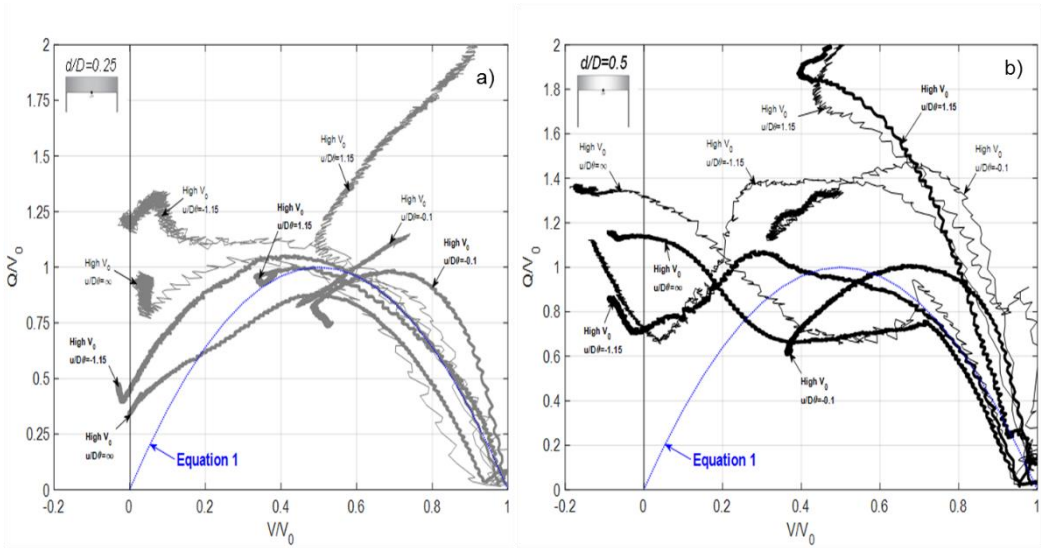 d/D=0.25
a)
High V0
u/Dθ=1.15
High V0
u/Dθ=-1.15
High V0
u/Dθ=-0.1
High V0
u/Dθ=1.15
High V0
u/Dθ=-0.1
High V0
u/Dθ=∞
High V0
u/Dθ=-1.15
High V0
u/Dθ=∞
Equation 1
Q/V0
2
1.75
1.5
1.25
1
0.75
0.5
0.25
0
-0.2
0
0.2
0.4
0.6
0.8
1
V/V0
d/D=0.5
b)
High V0
u/Dθ=1.15
High V0
u/Dθ=1.15
High V0
u/Dθ=-1.15
High V0
u/Dθ=-0.1
High V0
u/Dθ=∞
High V0
u/Dθ=∞
High V0
u/Dθ=-1.15
High V0
u/Dθ=-0.1
Equation 1
Q/V0
2
1.8
1.6
1.4
1.2
1
0.8
0.6
0.4
0.2
0
-0.2
0
0.2
0.4
0.6
0.8
1
V/V0